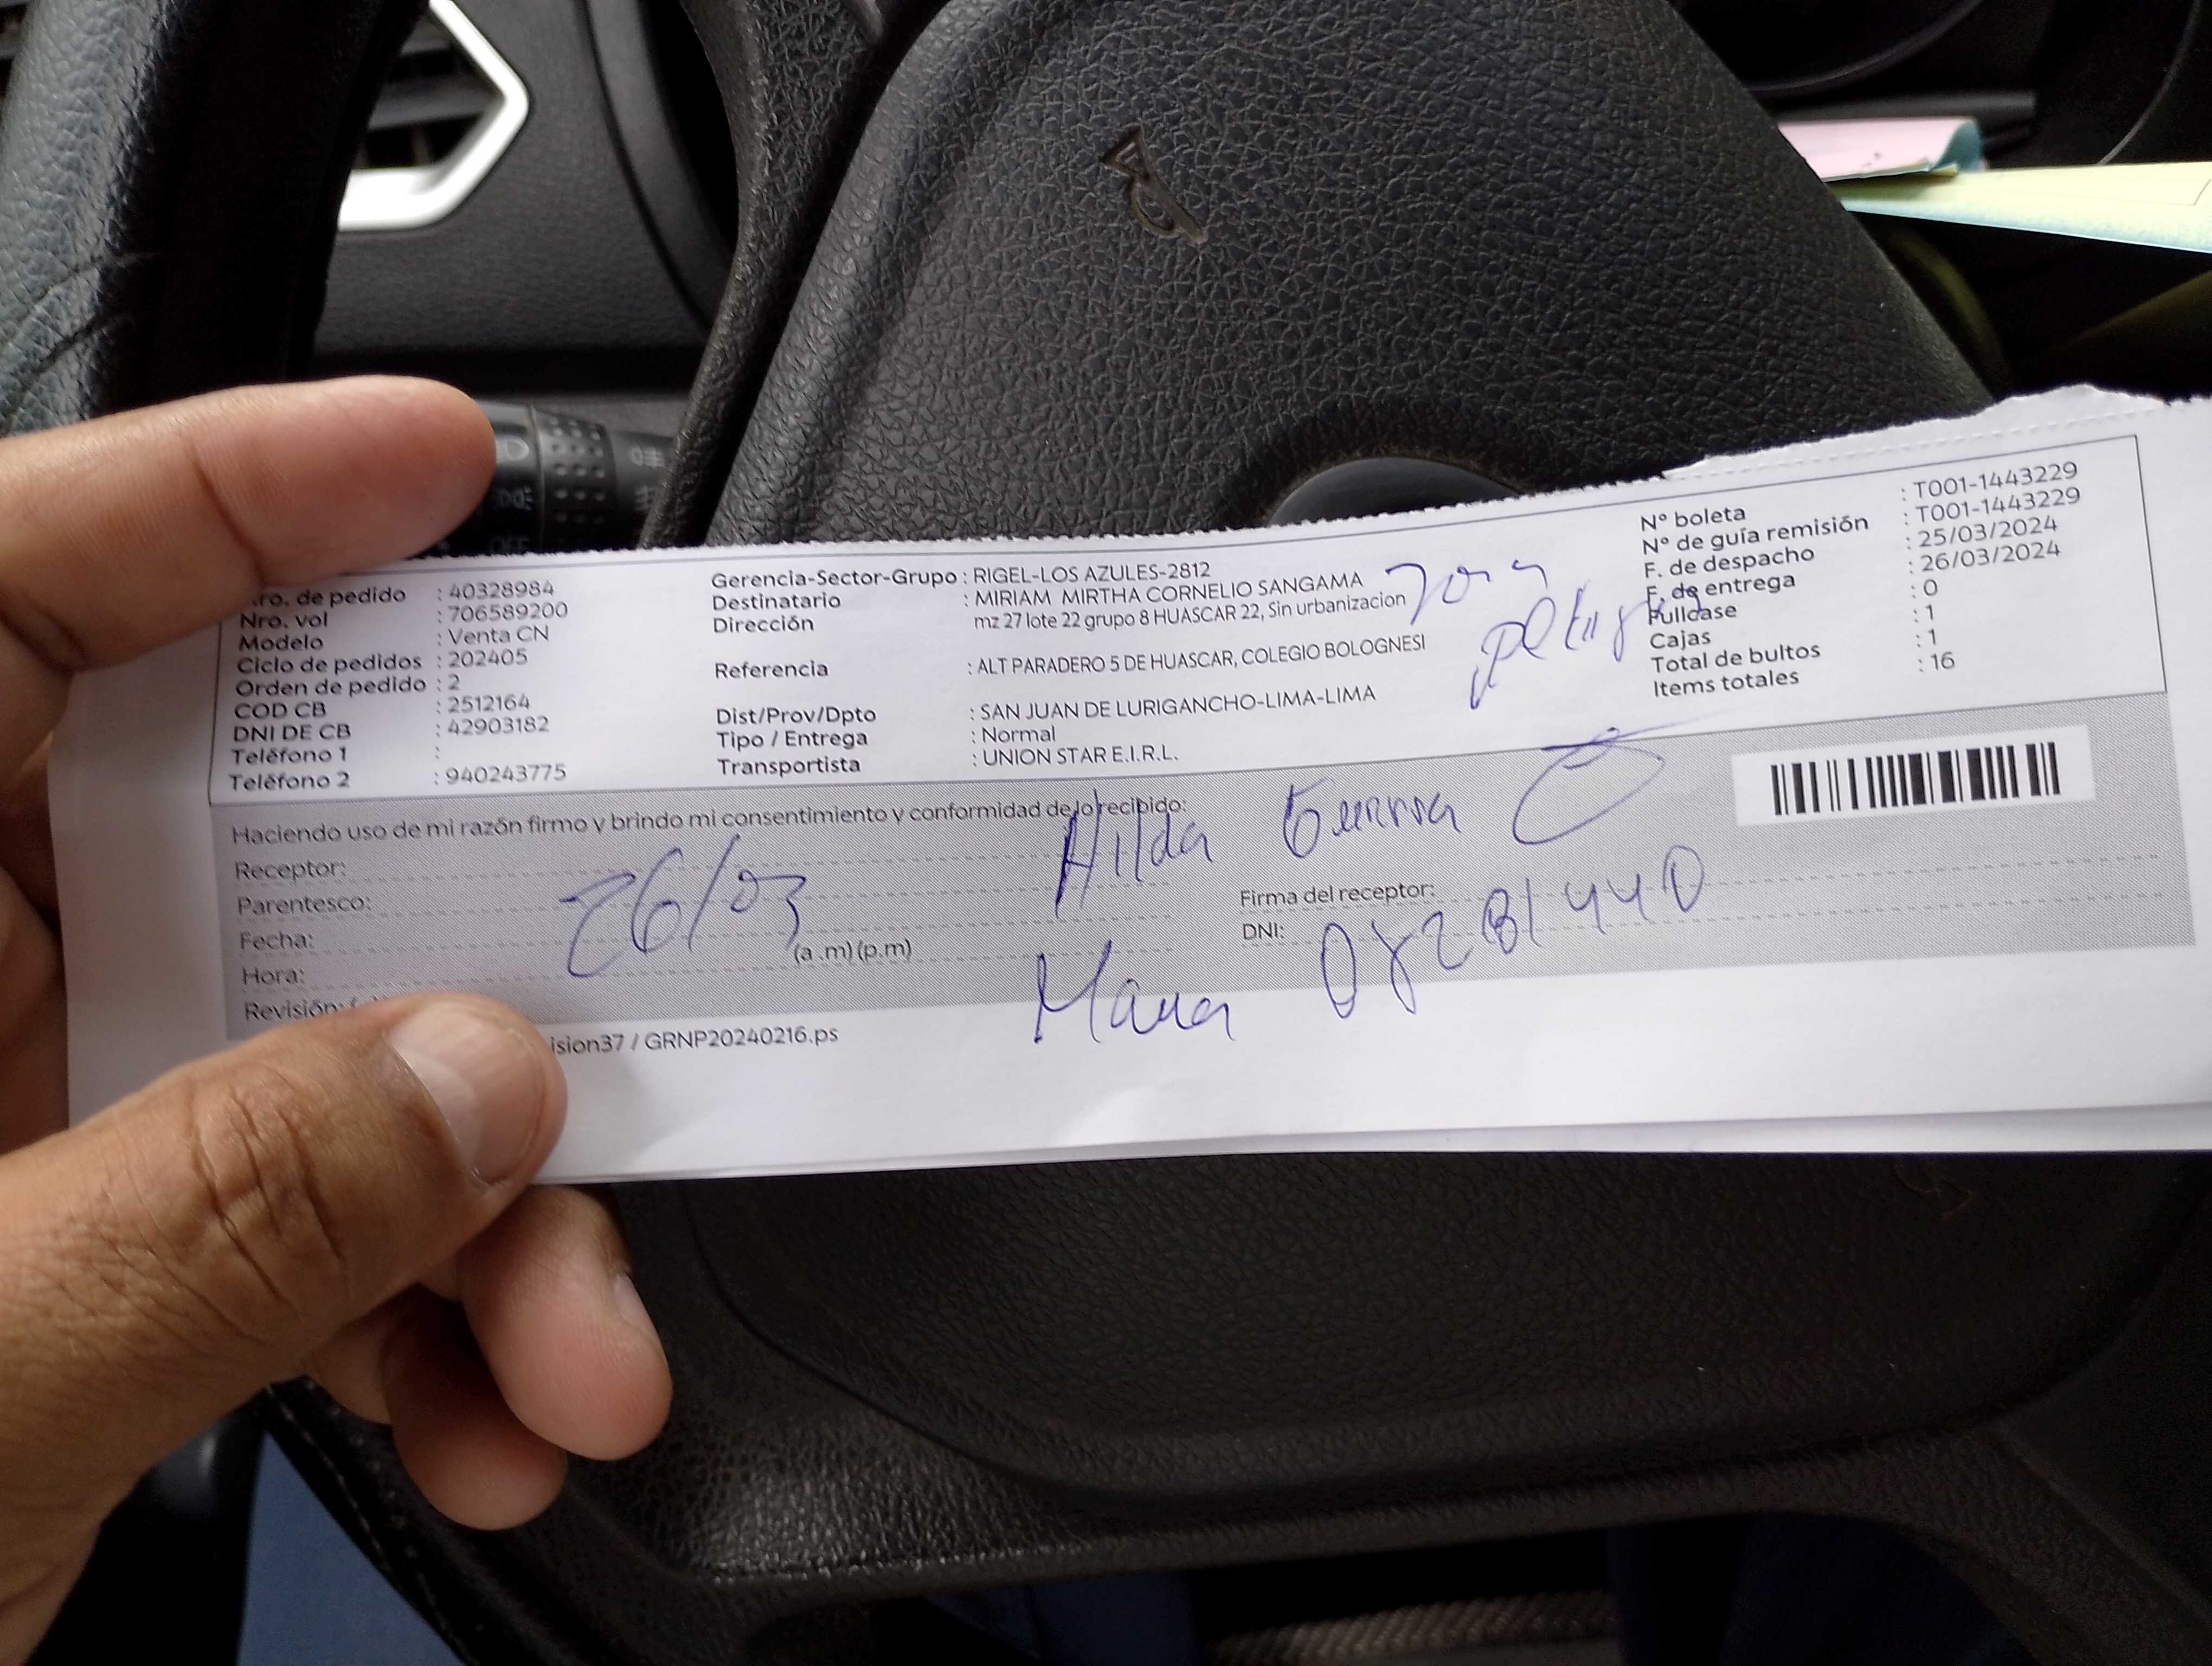 Nro. de pedido : 40328984
Nro. vol : 706589200
Modelo : Venta CN
Ciclo de pedidos : 202405
Orden de pedido : 2
COD CB : 2512164
DNI DE CB : 42903182
Teléfono 1 :
Teléfono 2 : 940243775
Gerencia-Sector-Grupo : RIGEL-LOS AZULES-2812
Destinatario : MIRIAM MIRTHA CORNELIO SANGAMA
Dirección mz 27 lote 22 grupo 8 HUASCAR 22, Sin urbanizacion
Referencia : ALT PARADERO 5 DE HUASCAR, COLEGIO BOLOGNESI
Dist/Prov/Dpto : SAN JUAN DE LURIGANCHO-LIMA-LIMA
Tipo / Entrega : Normal
Transportista : UNION STAR E.I.R.L.
Nº boleta : T001-1443229
Nº de guía remisión : T001-1443229
F. de despacho : 25/03/2024
F. de entrega : 26/03/2024
Fullcase : 0
Cajas : 1
Total de bultos : 1
Items totales : 16
Haciendo uso de mi razón firmo y brindo mi consentimiento y conformidad de lo recibido:
Hilda Guerra
Receptor:
Parentesco:
Fecha: 26/03
Hora: (a.m) (p.m)
Revisión:
Firma del receptor:
DNI: 08281440
ision37 / GRNP20240216.ps